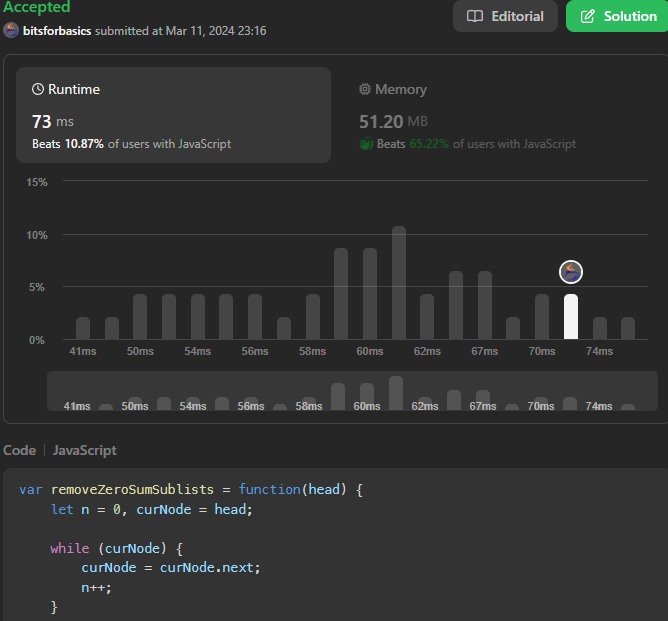 Accepted
Editorial
Solution
bitsforbasics submitted at Mar 11, 2024 23:16
Runtime
Memory
73 ms
51.20 MB
Beats 10.87% of users with JavaScript
Beats 65.22% of users with JavaScript
15%
10%
5%
0%
41ms 50ms 54ms 56ms 58ms 60ms 62ms 67ms 70ms 74ms
41ms 50ms 54ms 56ms 58ms 60ms 62ms 67ms 70ms 74ms
Code | JavaScript
var removeZeroSumSublists = function(head) {
    let n = 0, curNode = head;
    while (curNode) {
        curNode = curNode.next;
        n++;
    }